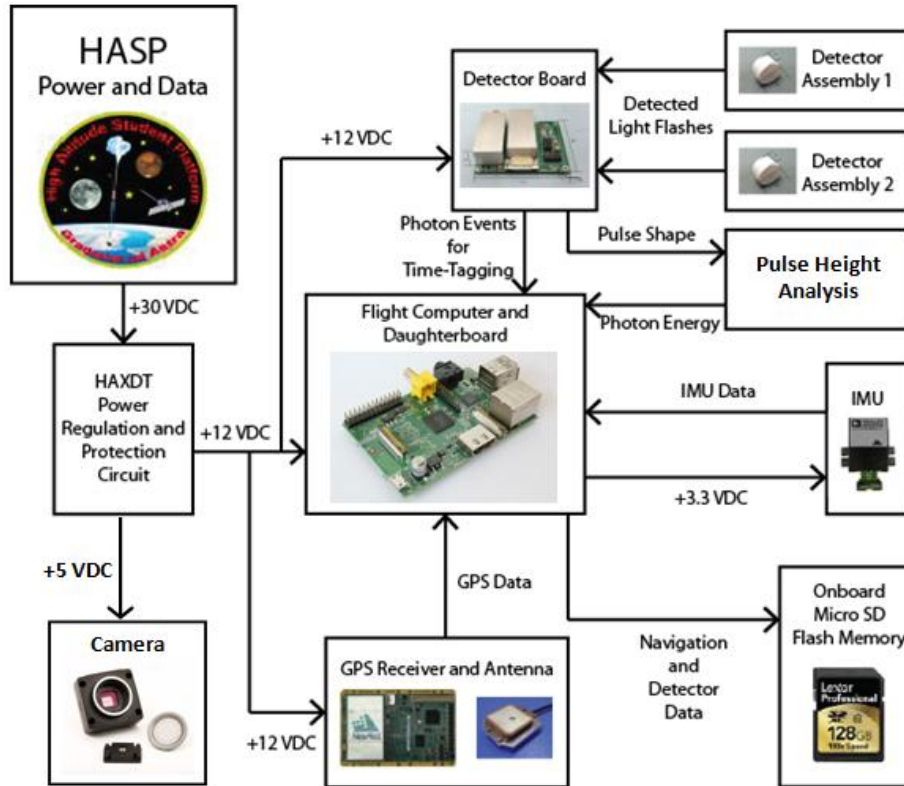 HASP
Power and Data
High Altitude Student Platform
+30 VDC
HAXDT
Power
Regulation and
Protection
Circuit
+12 VDC
+12 VDC
+5 VDC
Camera
Detector Board
Detected
Light Flashes
Detector
Assembly 1
Detector
Assembly 2
Photon Events
for
Time-Tagging
Pulse Shape
Pulse Height
Analysis
Photon Energy
Flight Computer and
Daughterboard
IMU Data
IMU
+3.3 VDC
GPS Data
GPS Receiver and Antenna
+12 VDC
Navigation
and
Detector
Data
Onboard
Micro SD
Flash Memory
Lexar
Professional
128GB